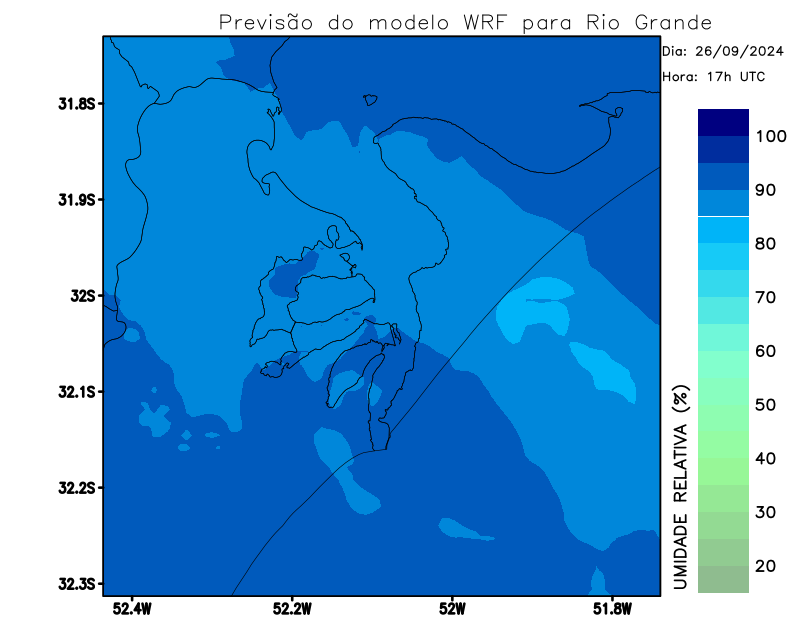 Previsão do modelo WRF para Rio Grande
Dia: 26/09/2024
Hora: 17h UTC
31.8S
31.9S
32S
32.1S
32.2S
32.3S
52.4W
52.2W
52W
51.8W
UMIDADE RELATIVA (%)
100
90
80
70
60
50
40
30
20